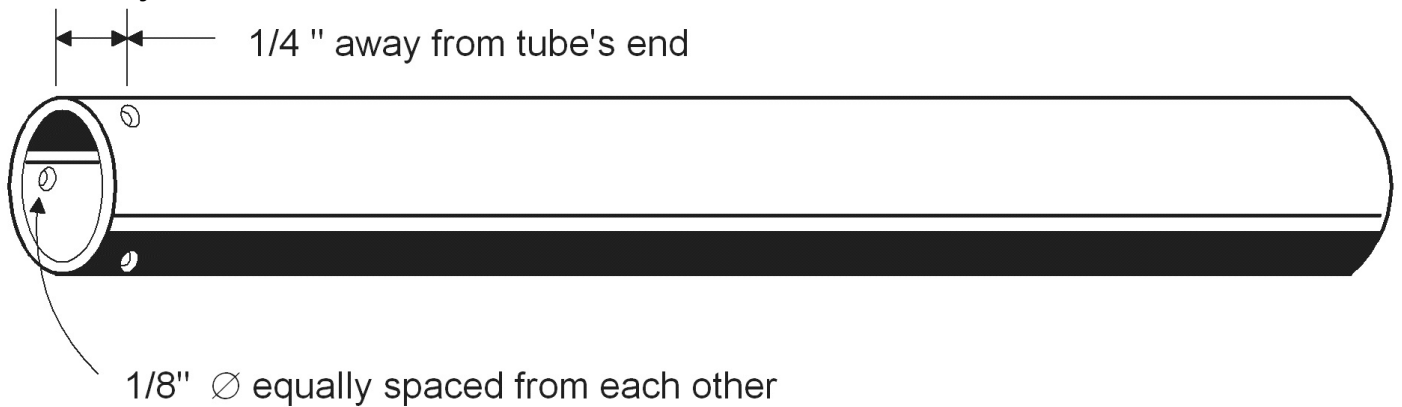 1/4 " away from tube's end
1/8" ∅ equally spaced from each other